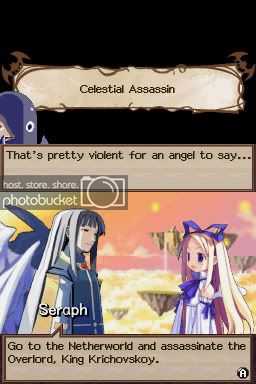 Celestial Assassin
That's pretty violent for an angel to say...
host. store. share.
photobucket
Seraph
Go to the Netherworld and assassinate the
Overlord, King Krichovskoy.
A